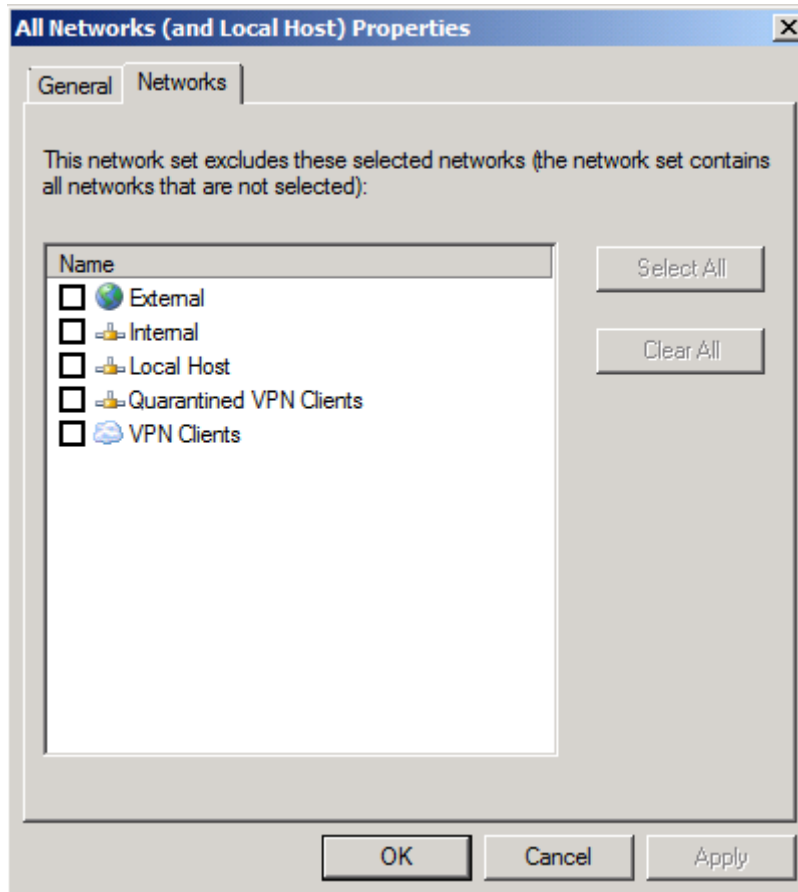 All Networks (and Local Host) Properties
General
Networks
This network set excludes these selected networks (the network set contains
all networks that are not selected):
Name
External
Internal
Local Host
Quarantined VPN Clients
VPN Clients
Select All
Clear All
OK
Cancel
Apply